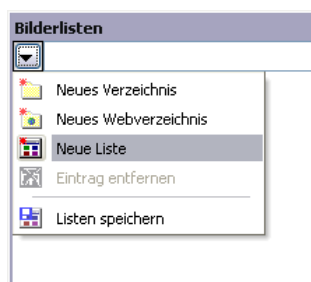 Bilderlisten
Neues Verzeichnis
Neues Webverzeichnis
Neue Liste
Eintrag entfernen
Listen speichern